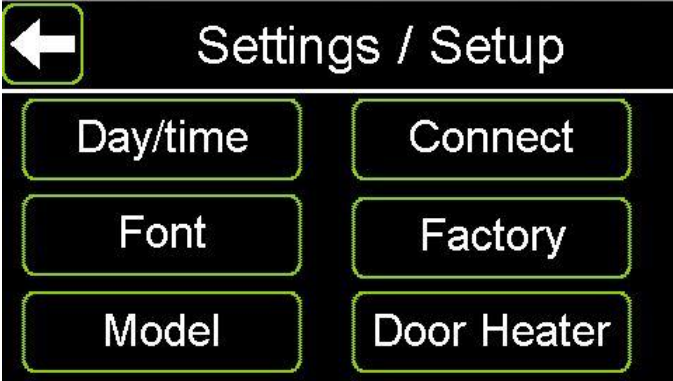 Settings / Setup
Day/time
Connect
Font
Factory
Model
Door Heater